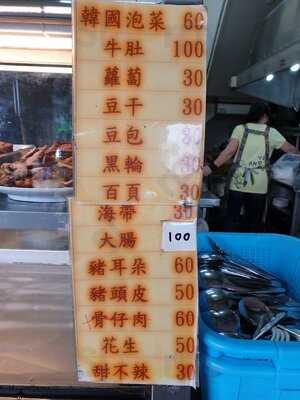 韓國泡菜 60
牛肚 100
蘿蔔 30
豆干 30
豆包 30
黑輪 30
百頁 30
海帶 30
大腸 100
豬耳朵 60
豬頭皮 50
骨仔肉 60
花生 50
甜不辣 30